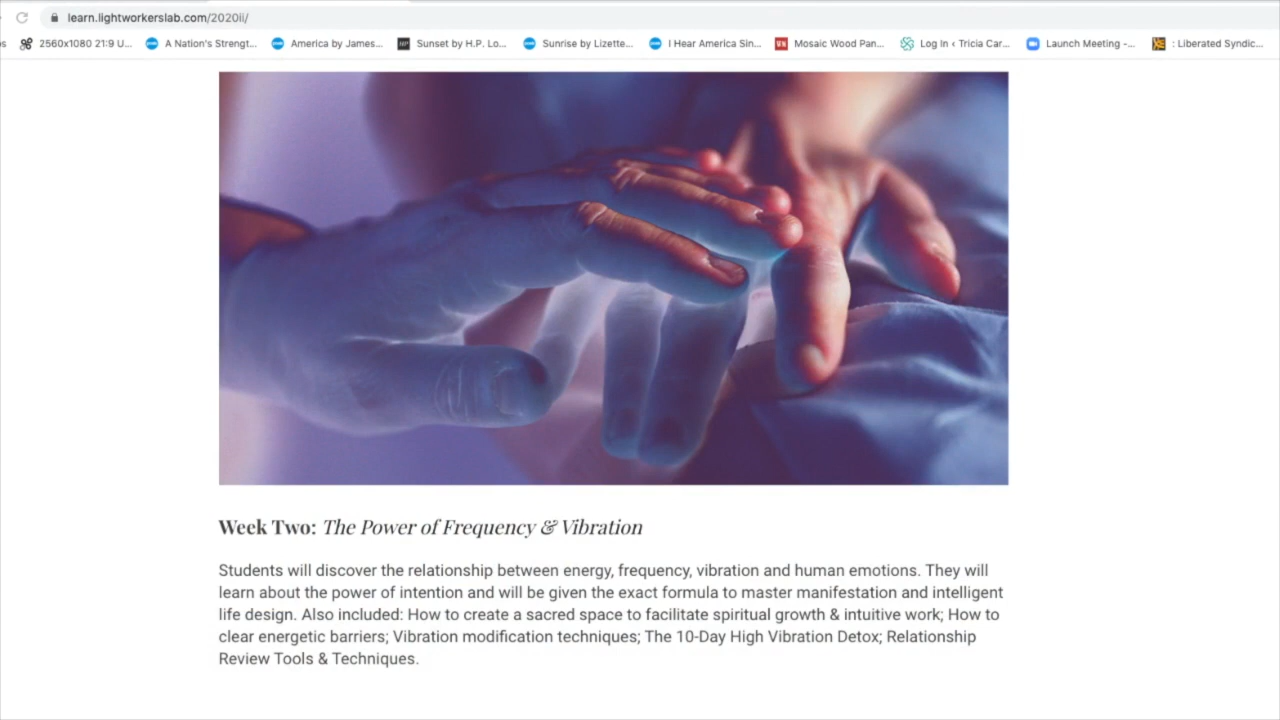 learn.lightworkerslab.com/2020ii/
os 2560x1080 21:9 U... A Nation's Strengt... America by James... Sunset by H.P. Lo... Sunrise by Lizette... I Hear America Sin... Mosaic Wood Pan... Log In ‹ Tricia Car... Launch Meeting -... : Liberated Syndic...
Week Two: The Power of Frequency & Vibration
Students will discover the relationship between energy, frequency, vibration and human emotions. They will
learn about the power of intention and will be given the exact formula to master manifestation and intelligent
life design. Also included: How to create a sacred space to facilitate spiritual growth & intuitive work; How to
clear energetic barriers; Vibration modification techniques; The 10-Day High Vibration Detox; Relationship
Review Tools & Techniques.